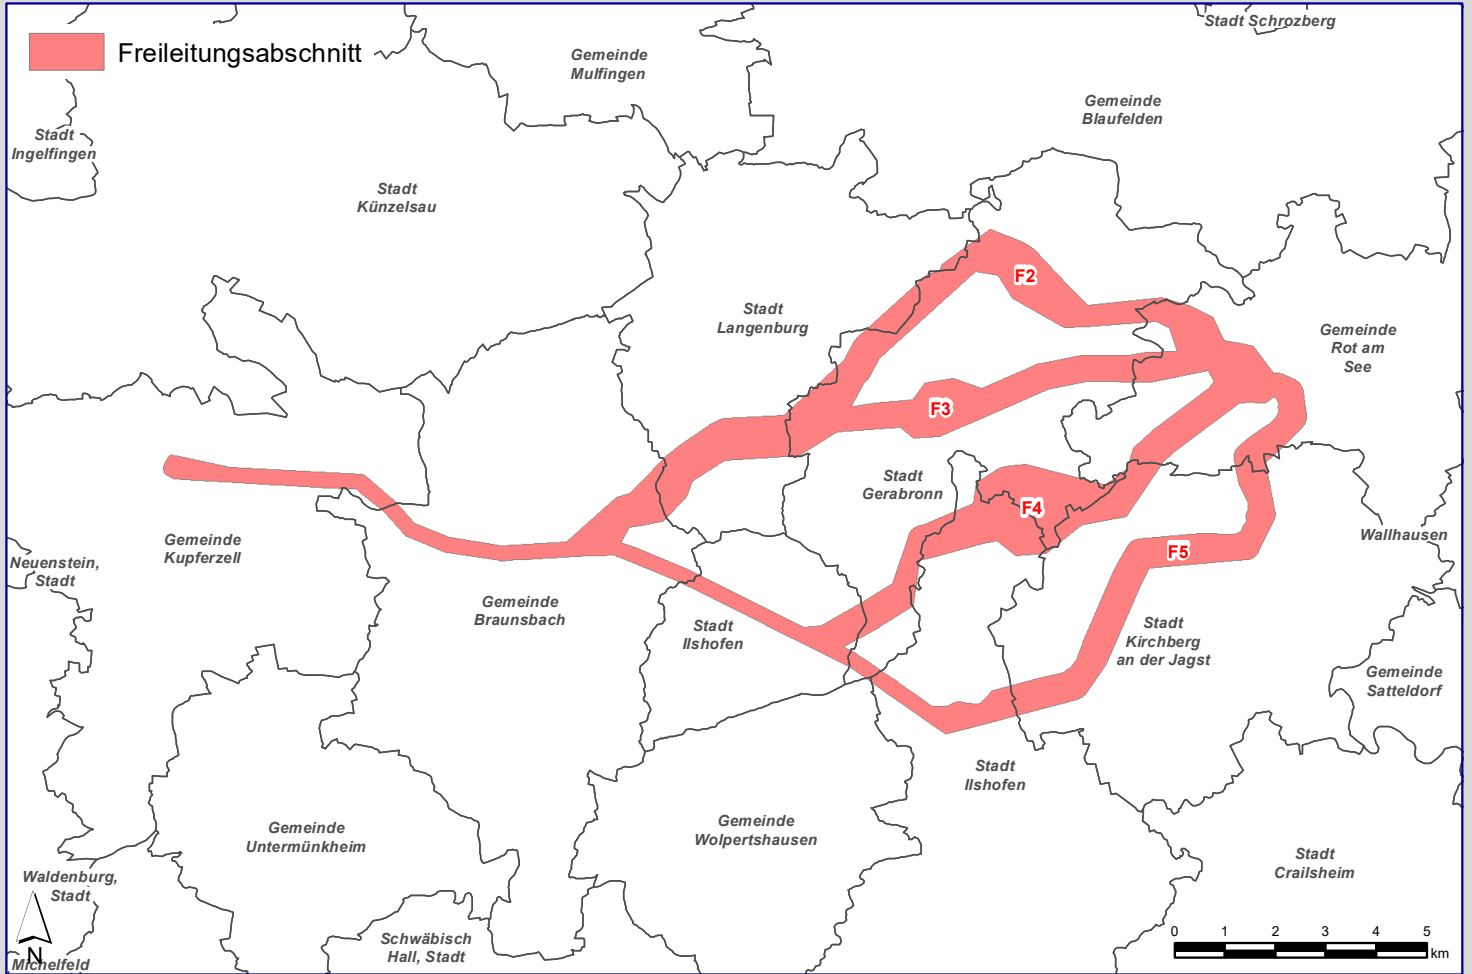 Freileitungsabschnitt
Stadt Schrozberg
Gemeinde
Mulfingen
Gemeinde
Blaufelden
Stadt
Ingelfingen
Stadt
Künzelsau
F2
Stadt
Langenburg
Gemeinde
Rot am
See
F3
Stadt
Gerabronn
F4
Gemeinde
Kupferzell
Wallhausen
F5
Neuenstein,
Stadt
Gemeinde
Braunsbach
Stadt
Ilshofen
Stadt
Kirchberg
an der Jagst
Gemeinde
Satteldorf
Stadt
Ilshofen
Gemeinde
Untermünkheim
Gemeinde
Wolpertshausen
Stadt
Crailsheim
Waldenburg,
Stadt
Schwäbisch
Hall, Stadt
N
Michelfeld
0 1 2 3 4 5
km